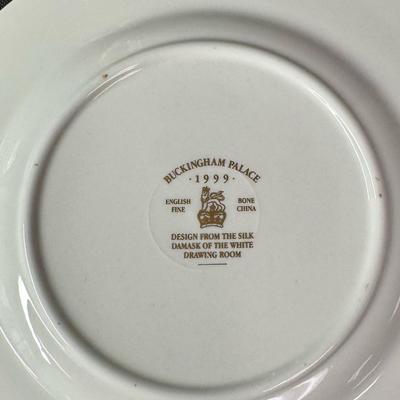 BUCKINGHAM PALACE
· 1999 ·
ENGLISH FINE
BONE CHINA
DESIGN FROM THE SILK
DAMASK OF THE WHITE
DRAWING ROOM